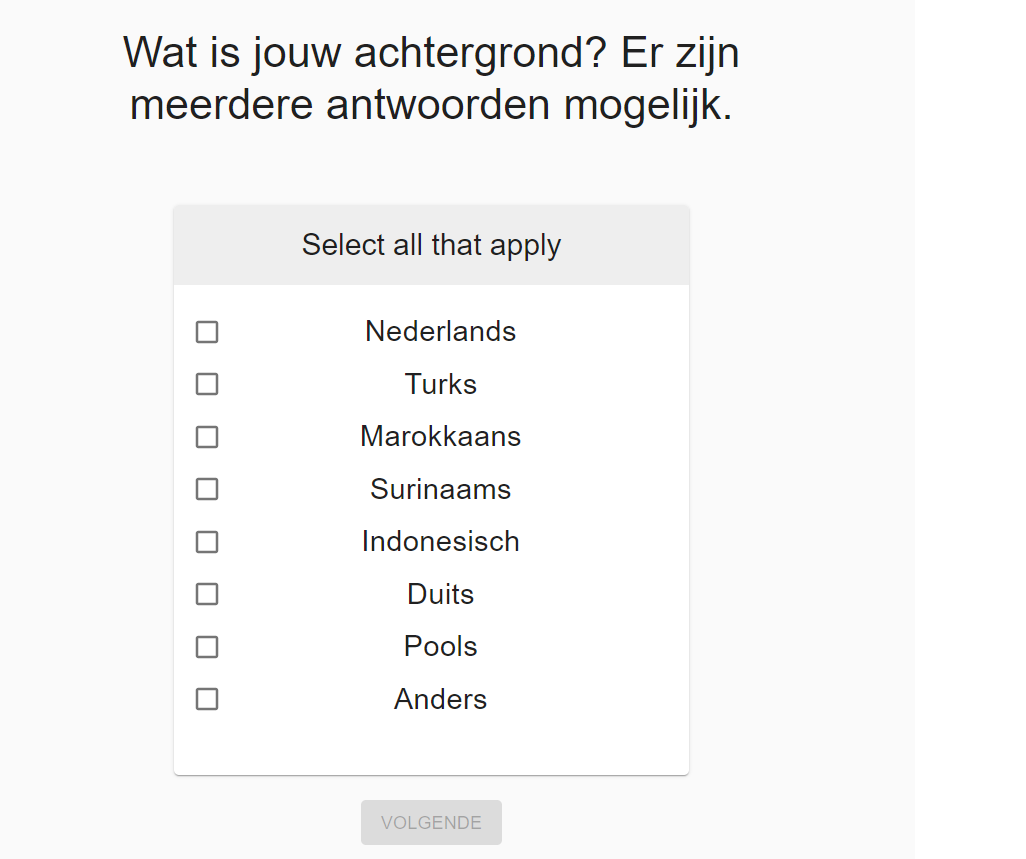 Wat is jouw achtergrond? Er zijn
meerdere antwoorden mogelijk.
Select all that apply
Nederlands
Turks
Marokkaans
Surinaams
Indonesisch
Duits
Pools
Anders
VOLGENDE